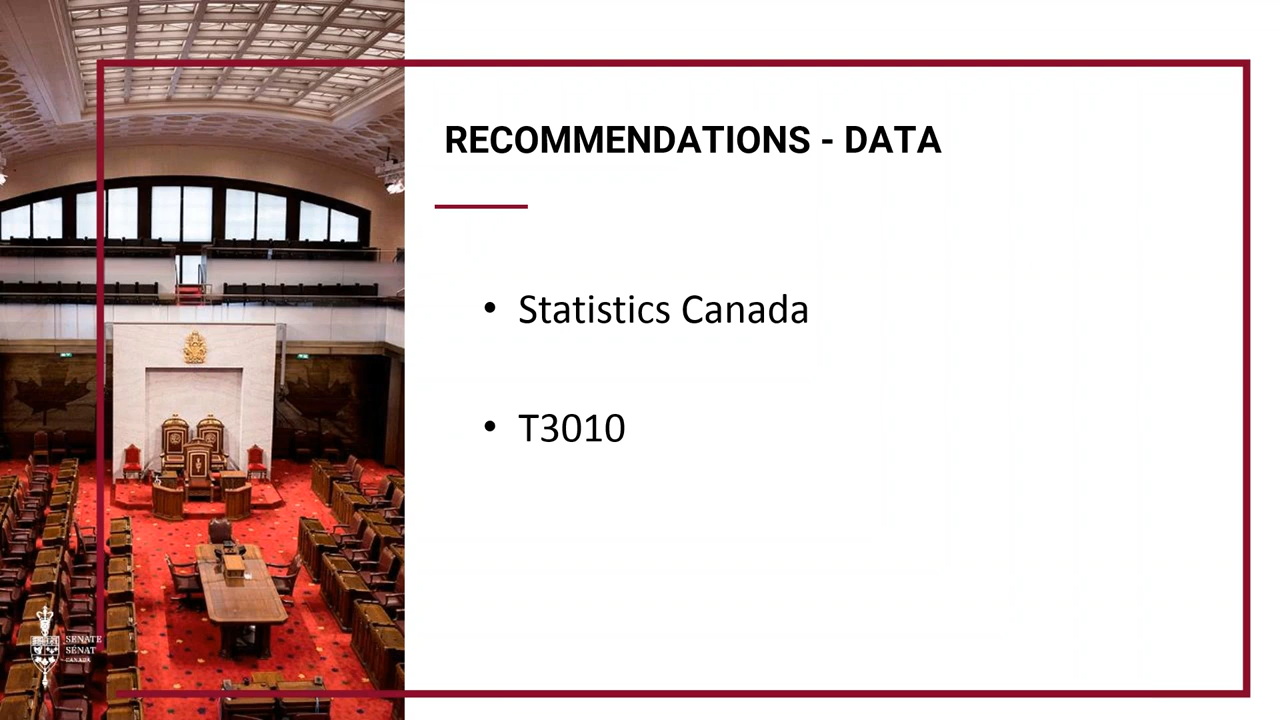 RECOMMENDATIONS - DATA
• Statistics Canada
• T3010
SENATE
SÉNAT
CANADA